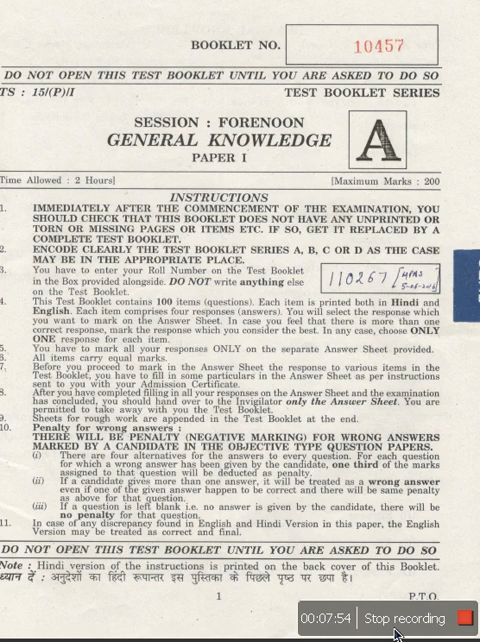 BOOKLET NO.
10457
DO NOT OPEN THIS TEST BOOKLET UNTIL YOU ARE ASKED TO DO SO
TS : 15/(P)/I
TEST BOOKLET SERIES
SESSION : FORENOON
GENERAL KNOWLEDGE
PAPER I
A
Time Allowed : 2 Hours]
[Maximum Marks : 200
INSTRUCTIONS
1. IMMEDIATELY AFTER THE COMMENCEMENT OF THE EXAMINATION, YOU
SHOULD CHECK THAT THIS BOOKLET DOES NOT HAVE ANY UNPRINTED OR
TORN OR MISSING PAGES OR ITEMS ETC. IF SO, GET IT REPLACED BY A
COMPLETE TEST BOOKLET.
2. ENCODE CLEARLY THE TEST BOOKLET SERIES A, B, C OR D AS THE CASE
MAY BE IN THE APPROPRIATE PLACE.
3. You have to enter your Roll Number on the Test Booklet
in the Box provided alongside. DO NOT write anything else
on the Test Booklet.
110267
4. This Test Booklet contains 100 items (questions). Each item is printed both in Hindi and
English. Each item comprises four responses (answers). You will select the response which
you want to mark on the Answer Sheet. In case you feel that there is more than one
correct response, mark the response which you consider the best. In any case, choose ONLY
ONE response for each item.
5. You have to mark all your responses ONLY on the separate Answer Sheet provided.
6. All items carry equal marks.
7. Before you proceed to mark in the Answer Sheet the response to various items in the
Test Booklet, you have to fill in some particulars in the Answer Sheet as per instructions
sent to you with your Admission Certificate.
8. After you have completed filling in all your responses on the Answer Sheet and the examination
has concluded, you should hand over to the Invigilator only the Answer Sheet. You are
permitted to take away with you the Test Booklet.
9. Sheets for rough work are appended in the Test Booklet at the end.
10. Penalty for wrong answers :
THERE WILL BE PENALTY (NEGATIVE MARKING) FOR WRONG ANSWERS
MARKED BY A CANDIDATE IN THE OBJECTIVE TYPE QUESTION PAPERS.
(i) There are four alternatives for the answers to every question. For each question
for which a wrong answer has been given by the candidate, one third of the marks
assigned to that question will be deducted as penalty.
(ii) If a candidate gives more than one answer, it will be treated as a wrong answer
even if one of the given answer happen to be correct and there will be same penalty
as above for that question.
(iii) If a question is left blank i.e. no answer is given by the candidate, there will be
no penalty for that question.
11. In case of any discrepancy found in English and Hindi Version in this paper, the English
Version may be treated as correct and final.
DO NOT OPEN THIS TEST BOOKLET UNTIL YOU ARE ASKED TO DO SO
Note : Hindi version of the instructions is printed on the back cover of this Booklet.
ध्यान दें : अनुदेशों का हिंदी रूपान्तर इस पुस्तिका के पिछले पृष्ठ पर छपा है।
1
P.T.O.
00:07:54
Stop recording